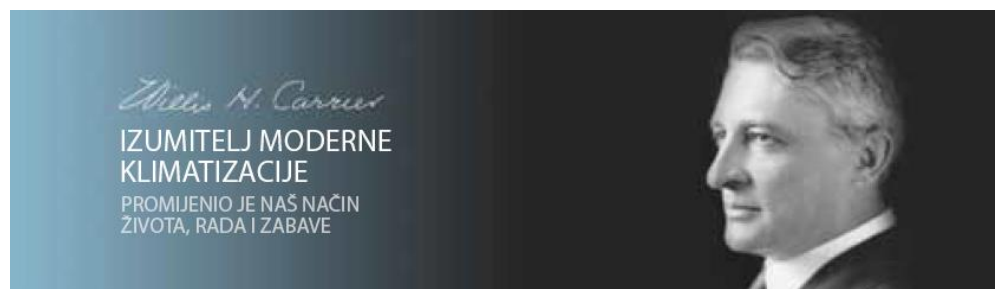 Willis H. Carrier
IZUMITELJ MODERNE
KLIMATIZACIJE
PROMIJENIO JE NAŠ NAČIN
ŽIVOTA, RADA I ZABAVE